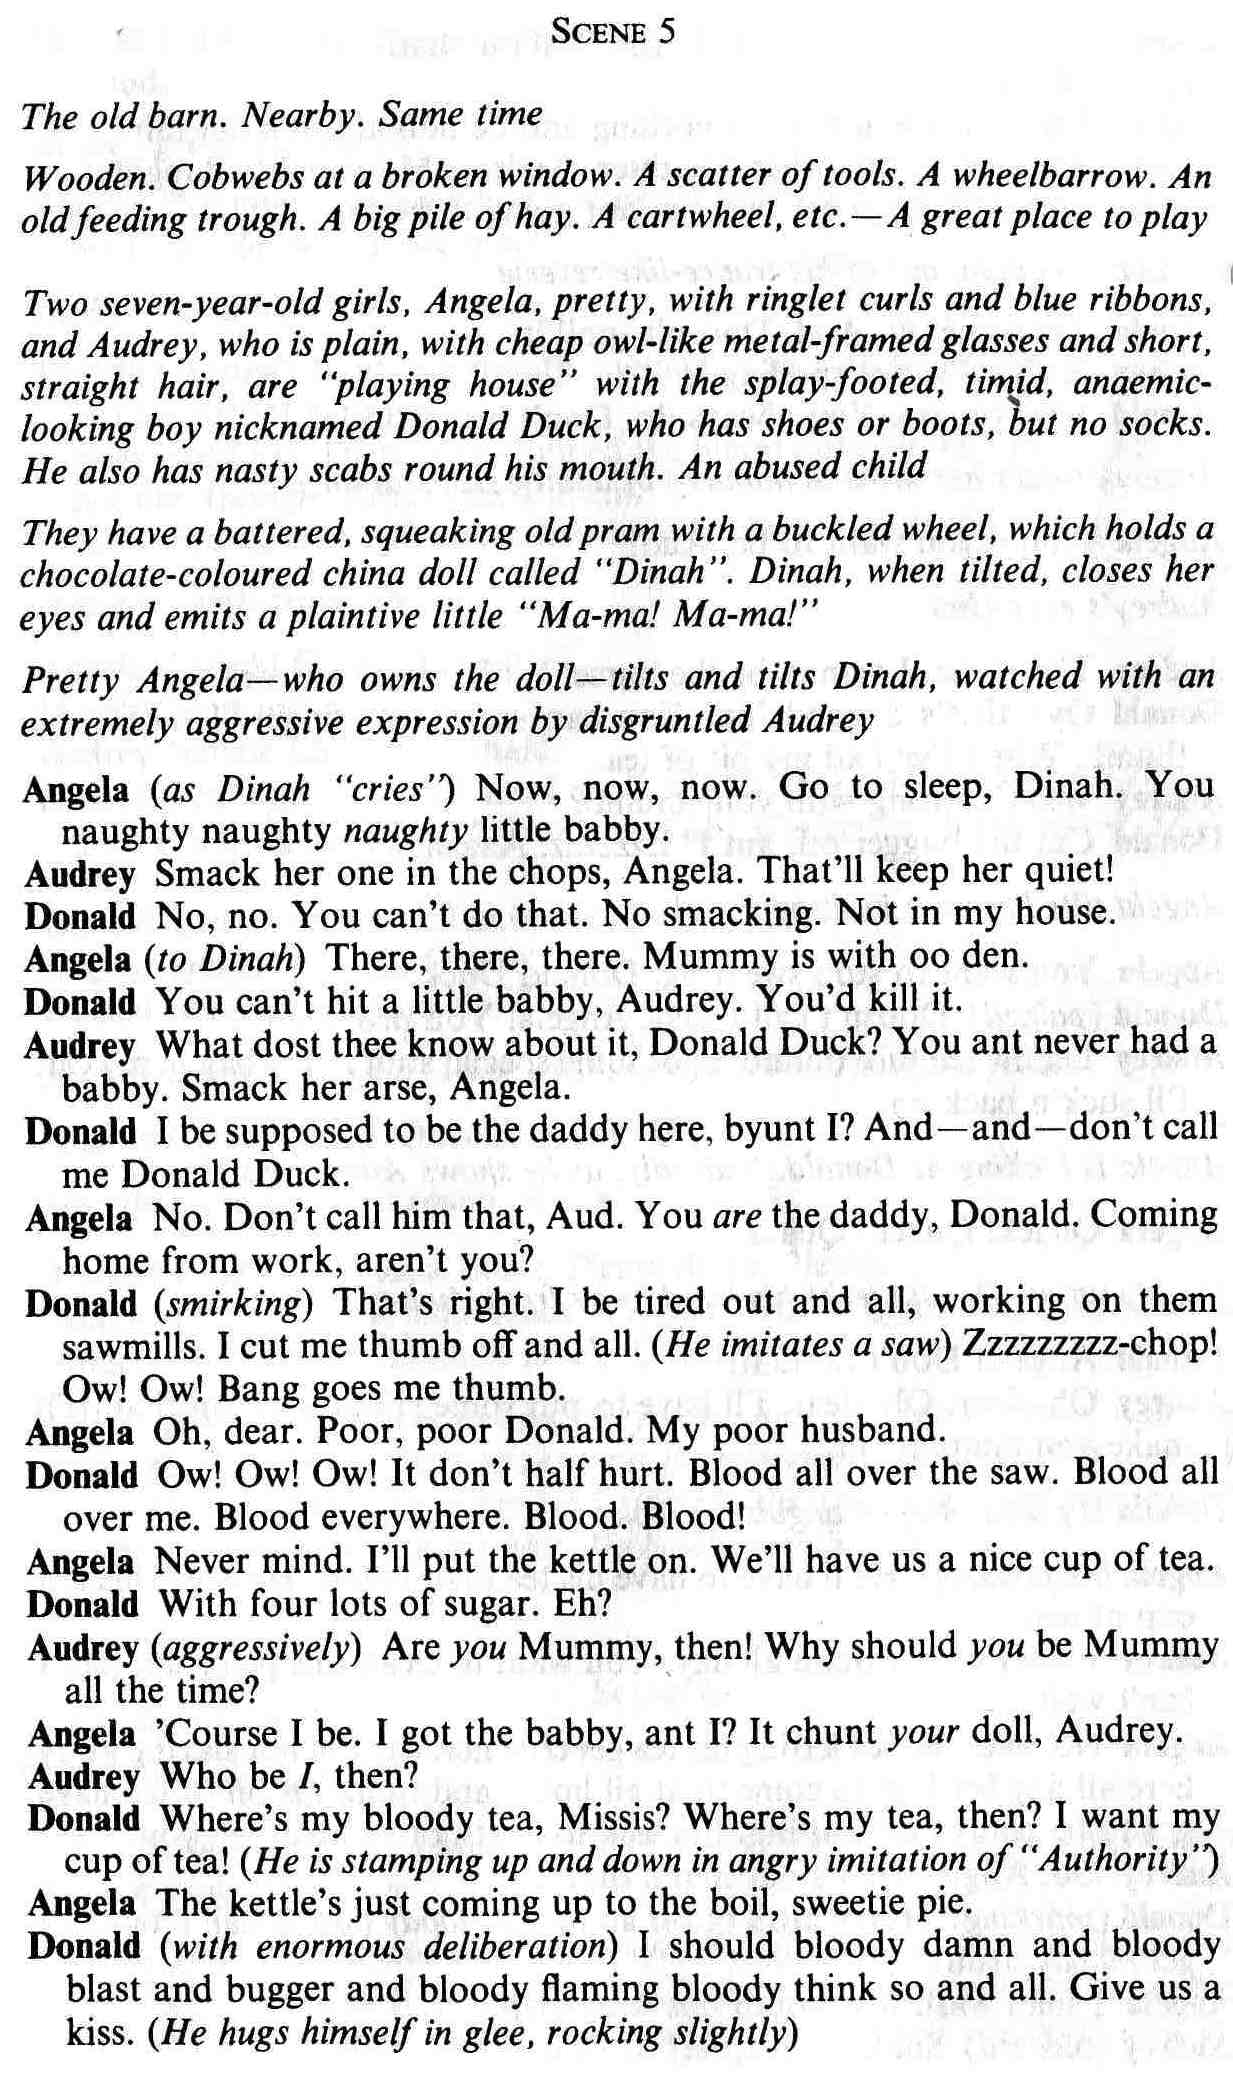 SCENE 5
The old barn. Nearby. Same time
Wooden. Cobwebs at a broken window. A scatter of tools. A wheelbarrow. An
old feeding trough. A big pile of hay. A cartwheel, etc.—A great place to play
Two seven-year-old girls, Angela, pretty, with ringlet curls and blue ribbons,
and Audrey, who is plain, with cheap owl-like metal-framed glasses and short,
straight hair, are "playing house" with the splay-footed, timid, anaemic-
looking boy nicknamed Donald Duck, who has shoes or boots, but no socks.
He also has nasty scabs round his mouth. An abused child
They have a battered, squeaking old pram with a buckled wheel, which holds a
chocolate-coloured china doll called "Dinah". Dinah, when tilted, closes her
eyes and emits a plaintive little "Ma-ma! Ma-ma!"
Pretty Angela—who owns the doll—tilts and tilts Dinah, watched with an
extremely aggressive expression by disgruntled Audrey
Angela (as Dinah "cries") Now, now, now. Go to sleep, Dinah. You
naughty naughty naughty little babby.
Audrey Smack her one in the chops, Angela. That'll keep her quiet!
Donald No, no. You can't do that. No smacking. Not in my house.
Angela (to Dinah) There, there, there. Mummy is with oo den.
Donald You can't hit a little babby, Audrey. You'd kill it.
Audrey What dost thee know about it, Donald Duck? You ant never had a
babby. Smack her arse, Angela.
Donald I be supposed to be the daddy here, byunt I? And—and—don't call
me Donald Duck.
Angela No. Don't call him that, Aud. You are the daddy, Donald. Coming
home from work, aren't you?
Donald (smirking) That's right. I be tired out and all, working on them
sawmills. I cut me thumb off and all. (He imitates a saw) Zzzzzzzzz-chop!
Ow! Ow! Bang goes me thumb.
Angela Oh, dear. Poor, poor Donald. My poor husband.
Donald Ow! Ow! Ow! It don't half hurt. Blood all over the saw. Blood all
over me. Blood everywhere. Blood. Blood!
Angela Never mind. I'll put the kettle on. We'll have us a nice cup of tea.
Donald With four lots of sugar. Eh?
Audrey (aggressively) Are you Mummy, then! Why should you be Mummy
all the time?
Angela 'Course I be. I got the babby, ant I? It chunt your doll, Audrey.
Audrey Who be I, then?
Donald Where's my bloody tea, Missis? Where's my tea, then? I want my
cup of tea! (He is stamping up and down in angry imitation of "Authority")
Angela The kettle's just coming up to the boil, sweetie pie.
Donald (with enormous deliberation) I should bloody damn and bloody
blast and bugger and bloody flaming bloody think so and all. Give us a
kiss. (He hugs himself in glee, rocking slightly)